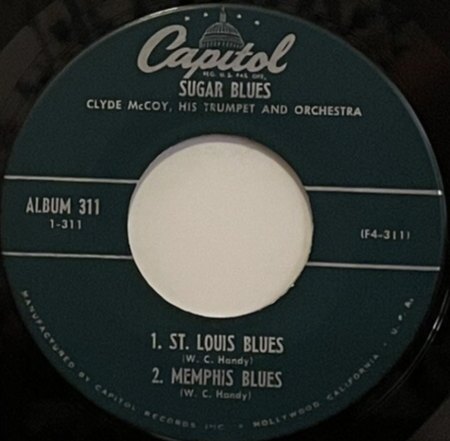 Capitol
REG. U.S. PAT. OFF.
SUGAR BLUES
CLYDE McCOY, HIS TRUMPET AND ORCHESTRA
ALBUM 311
1-311
(F4-311)
1. ST. LOUIS BLUES
(W. C. Handy)
2. MEMPHIS BLUES
(W. C. Handy)
MANUFACTURED BY CAPITOL RECORDS INC. • HOLLYWOOD CALIFORNIA • U.S.A.